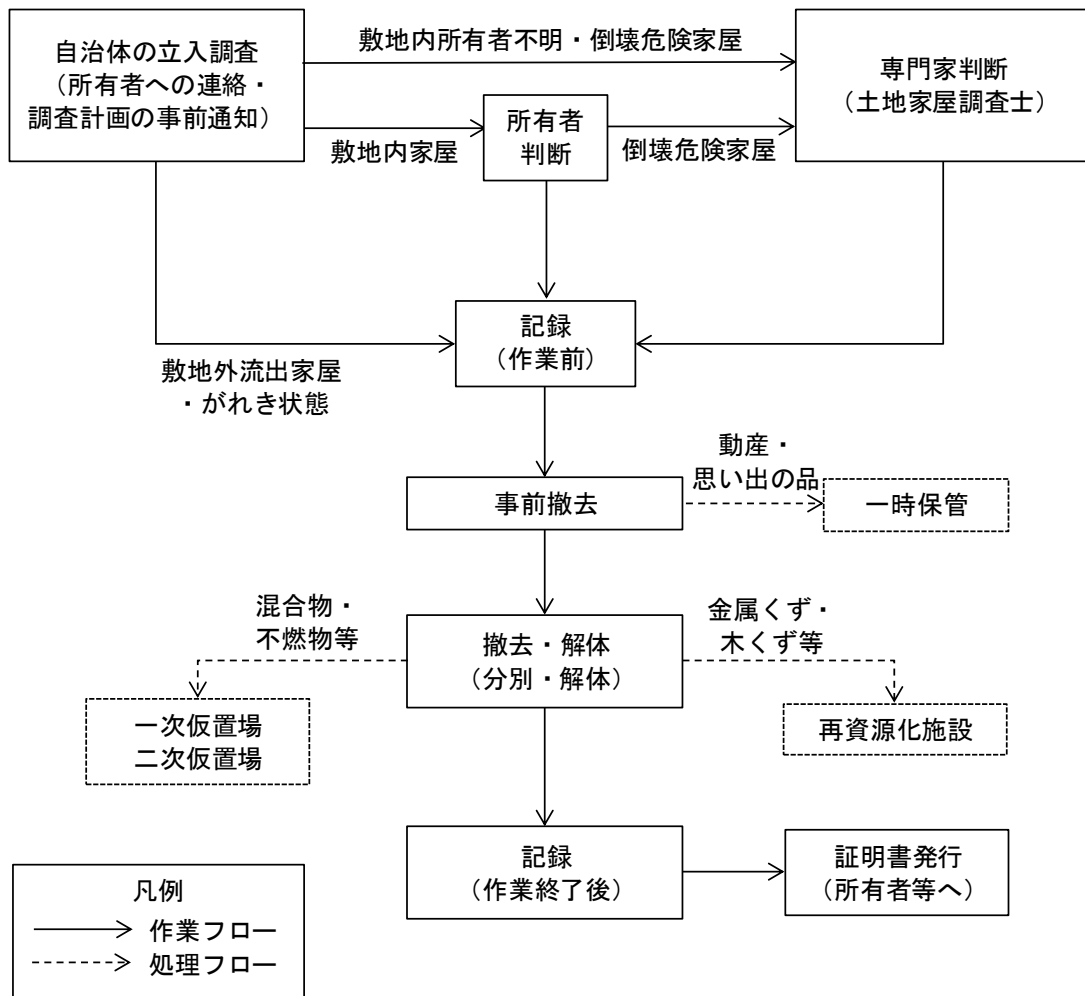 自治体の立入調査
（所有者への連絡・
調査計画の事前通知）
敷地内所有者不明・倒壊危険家屋
専門家判断
（土地家屋調査士）
敷地内家屋
所有者
判断
倒壊危険家屋
敷地外流出家屋
・がれき状態
記録
（作業前）
事前撤去
動産・
思い出の品
一時保管
混合物・
不燃物等
撤去・解体
（分別・解体）
金属くず・
木くず等
一次仮置場
二次仮置場
再資源化施設
記録
（作業終了後）
証明書発行
（所有者等へ）
凡例
作業フロー
処理フロー